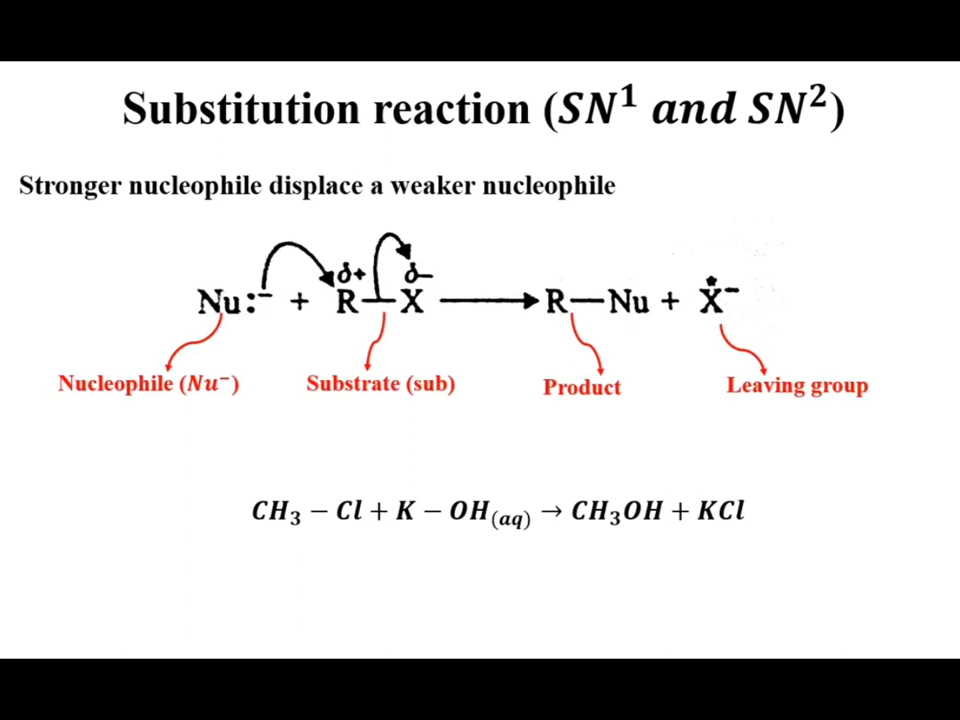 Substitution reaction (SN¹ and SN²)
Stronger nucleophile displace a weaker nucleophile
δ+ δ−
Nu:⁻ + R—X ⟶ R—Nu + Ẋ⁻
Nucleophile (Nu⁻) Substrate (sub) Product Leaving group
CH₃ − Cl + K − OH₍aq₎ → CH₃OH + KCl